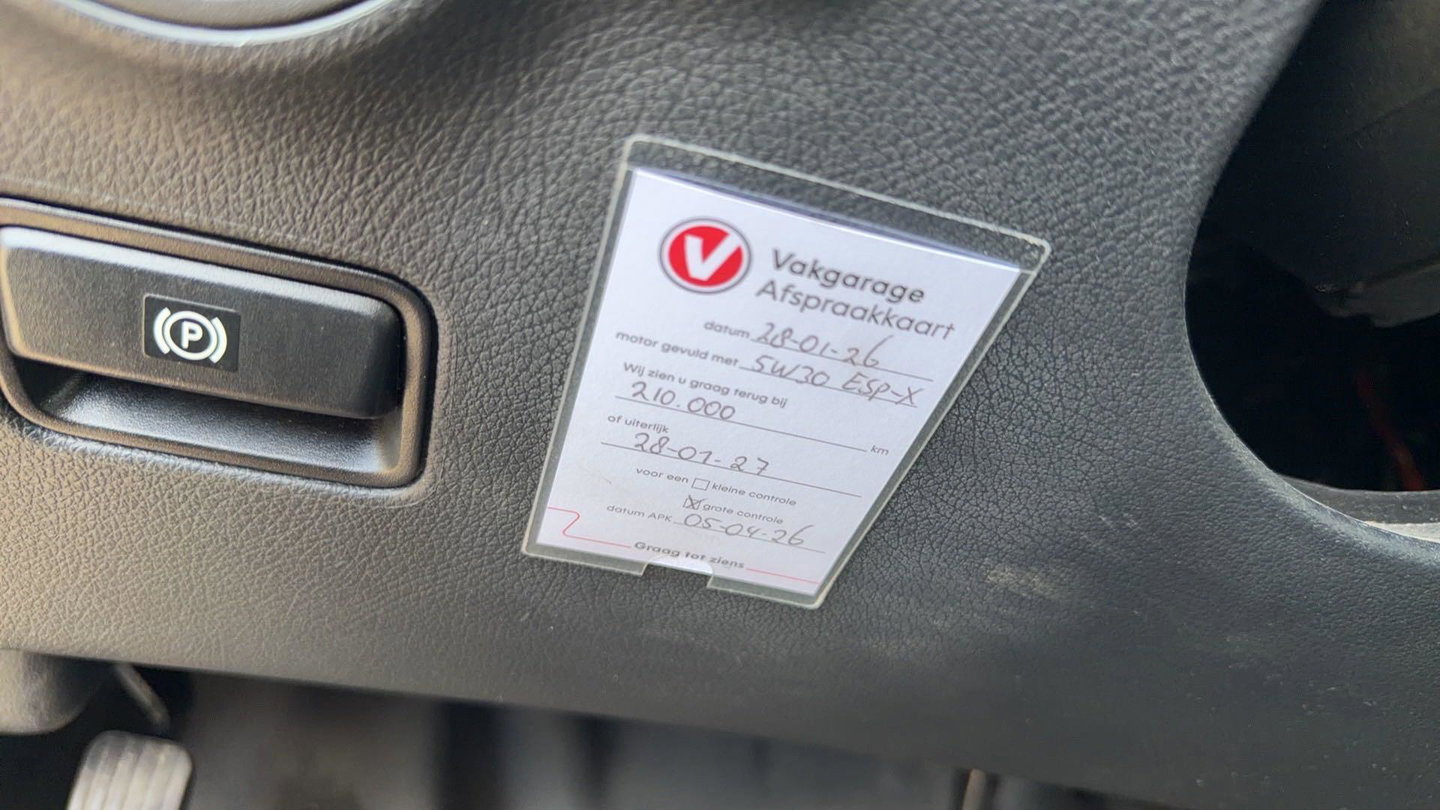 P
V
Vakgarage
Afspraakkaart
datum 28-01-26
motor gevuld met 5W30 ESP-X
Wij zien u graag terug bij
210.000 km
of uiterlijk
28-01-27
voor een ☐ kleine controle
☒ grote controle
datum APK 05-04-26
Graag tot ziens